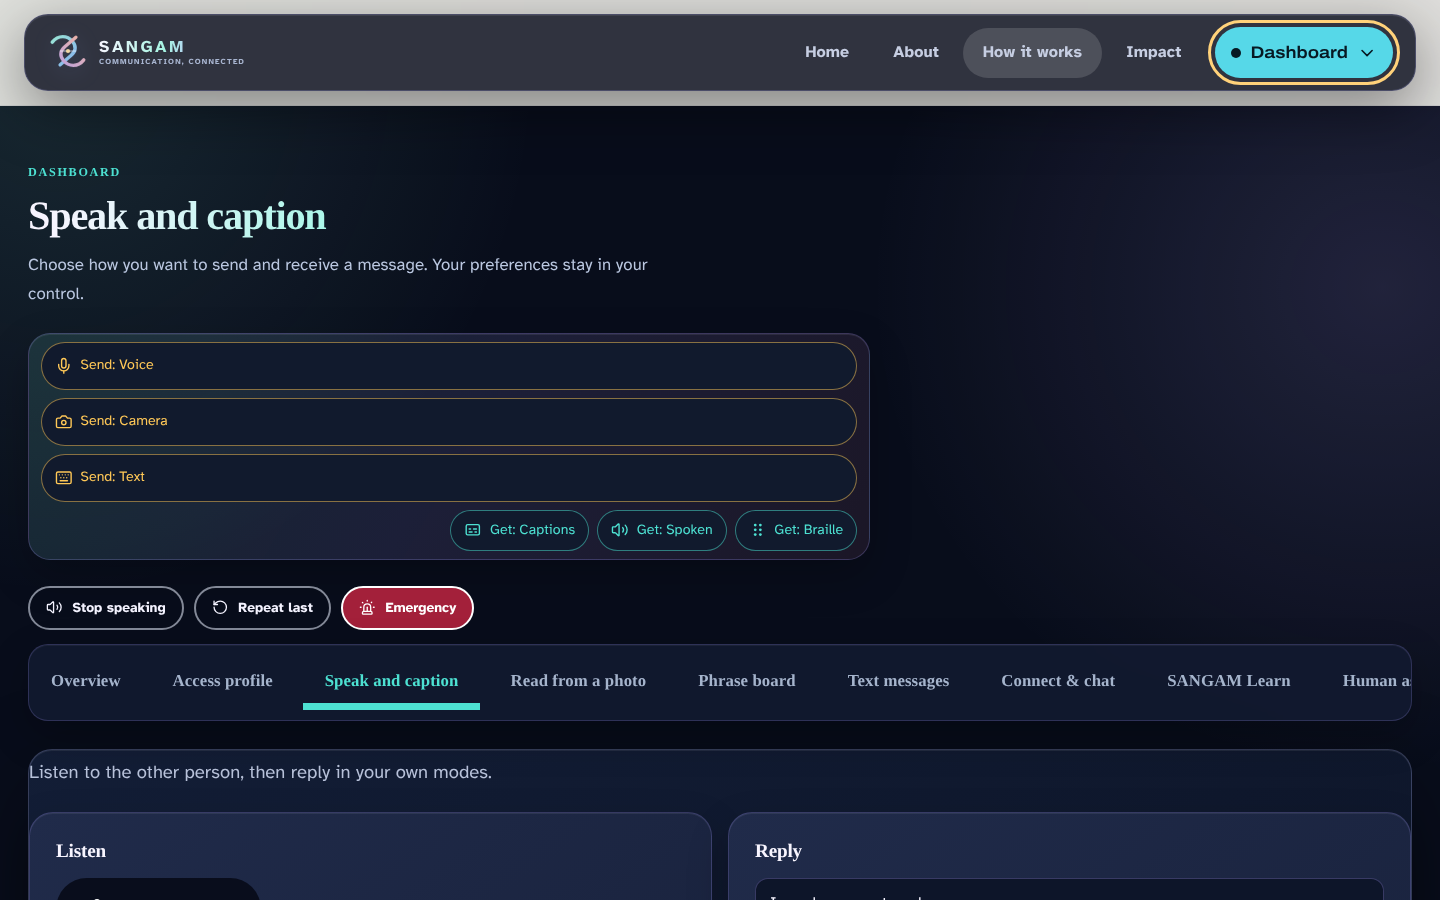 SANGAM
COMMUNICATION, CONNECTED
Home
About
How it works
Impact
Dashboard
DASHBOARD
Speak and caption
Choose how you want to send and receive a message. Your preferences stay in your
control.
Send: Voice
Send: Camera
Send: Text
Get: Captions
Get: Spoken
Get: Braille
Stop speaking
Repeat last
Emergency
Overview
Access profile
Speak and caption
Read from a photo
Phrase board
Text messages
Connect & chat
SANGAM Learn
Human
Listen to the other person, then reply in your own modes.
Listen
Reply